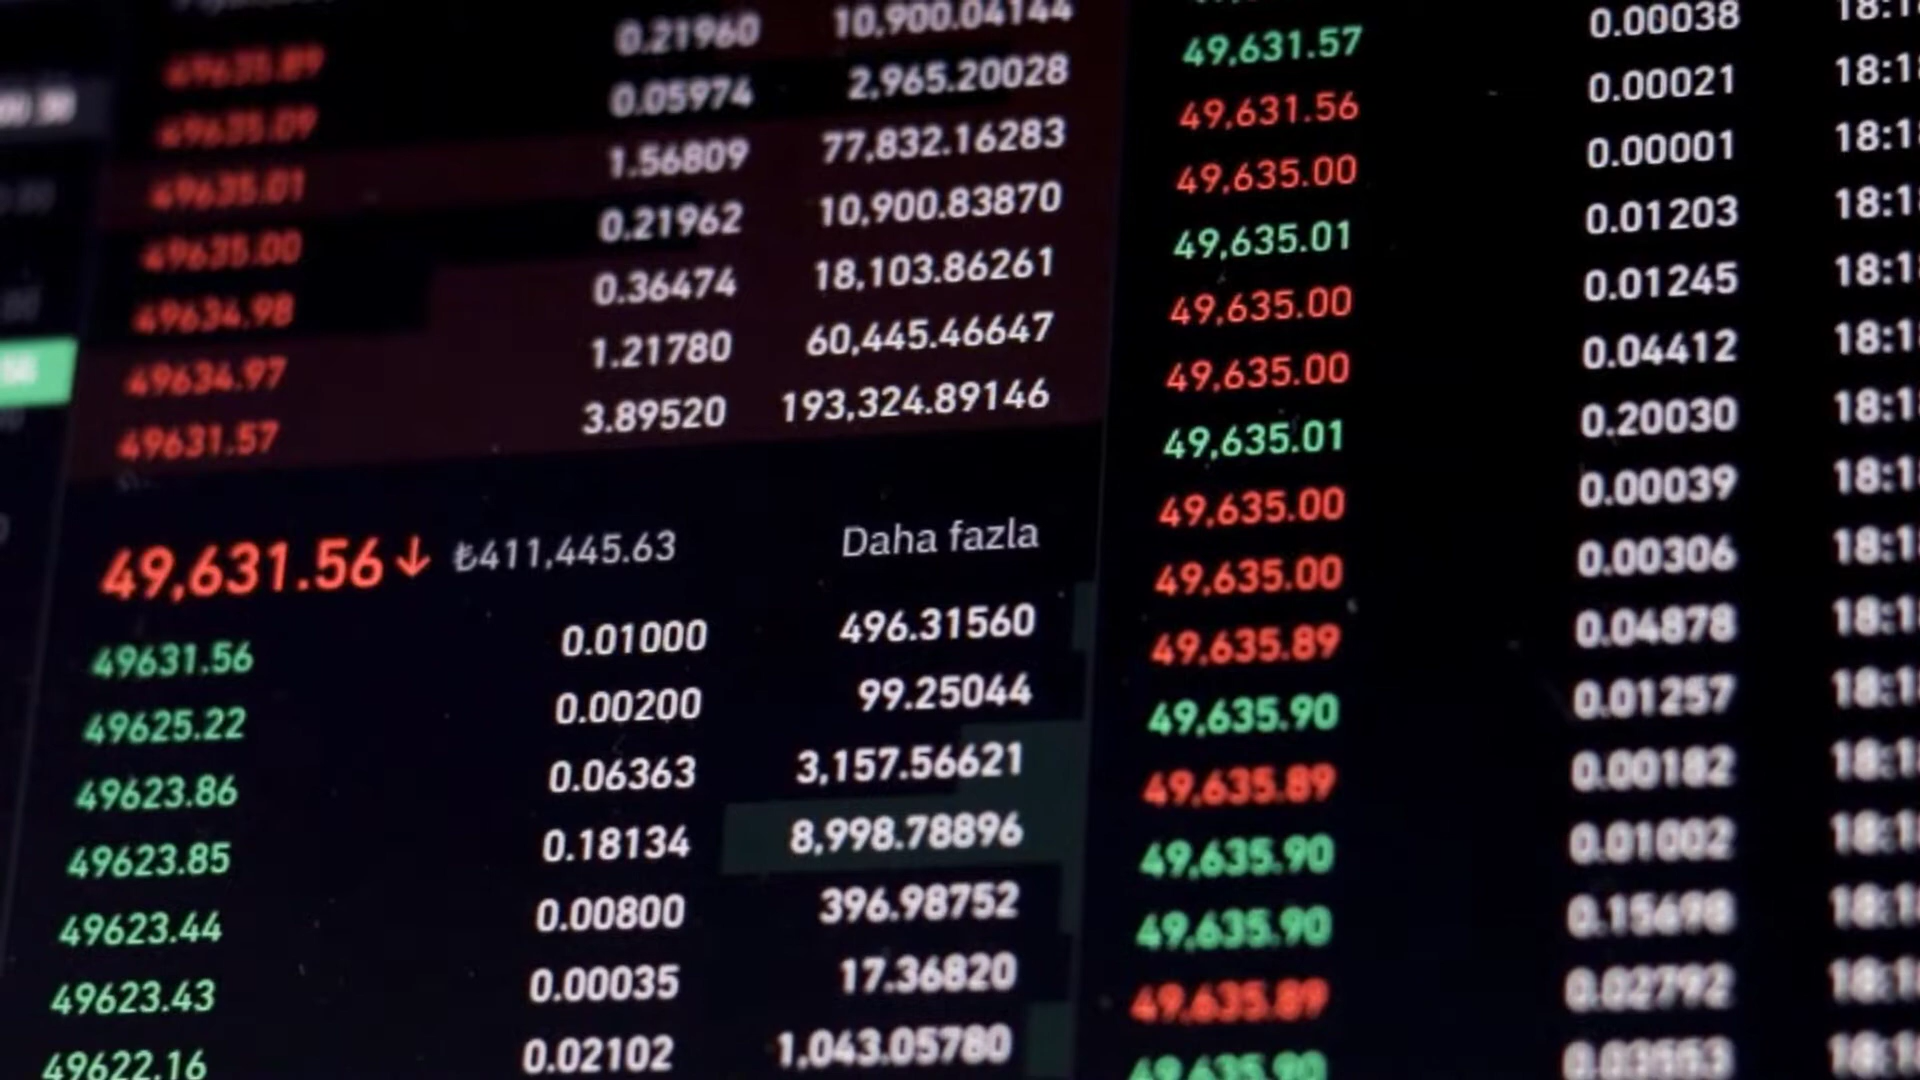 0.21960 10,900.04144
49635.89 0.05974 2,965.20028
49635.09 1.56809 77,832.16283
49635.01 0.21962 10,900.83870
49635.00 0.36474 18,103.86261
49634.98 1.21780 60,445.46647
49634.97 3.89520 193,324.89146
49631.57
49,631.56↓ ₺411,445.63 Daha fazla
49631.56 0.01000 496.31560
49625.22 0.00200 99.25044
49623.86 0.06363 3,157.56621
49623.85 0.18134 8,998.78896
49623.44 0.00800 396.98752
49623.43 0.00035 17.36820
49622.16 0.02102 1,043.05780
0.00038 18:1
49,631.57 0.00021 18:1
49,631.56 0.00001 18:1
49,635.00 0.01203 18:1
49,635.01 0.01245 18:1
49,635.00 0.04412 18:1
49,635.00 0.20030 18:1
49,635.01 0.00039 18:1
49,635.00 0.00306 18:1
49,635.00 0.04878 18:1
49,635.89 0.01257 18:1
49,635.90 0.00182 18:1
49,635.89 0.01002 18:1
49,635.90 0.15698 18:1
49,635.90 0.02792 18:1
49,635.89 18:1
49,635.90